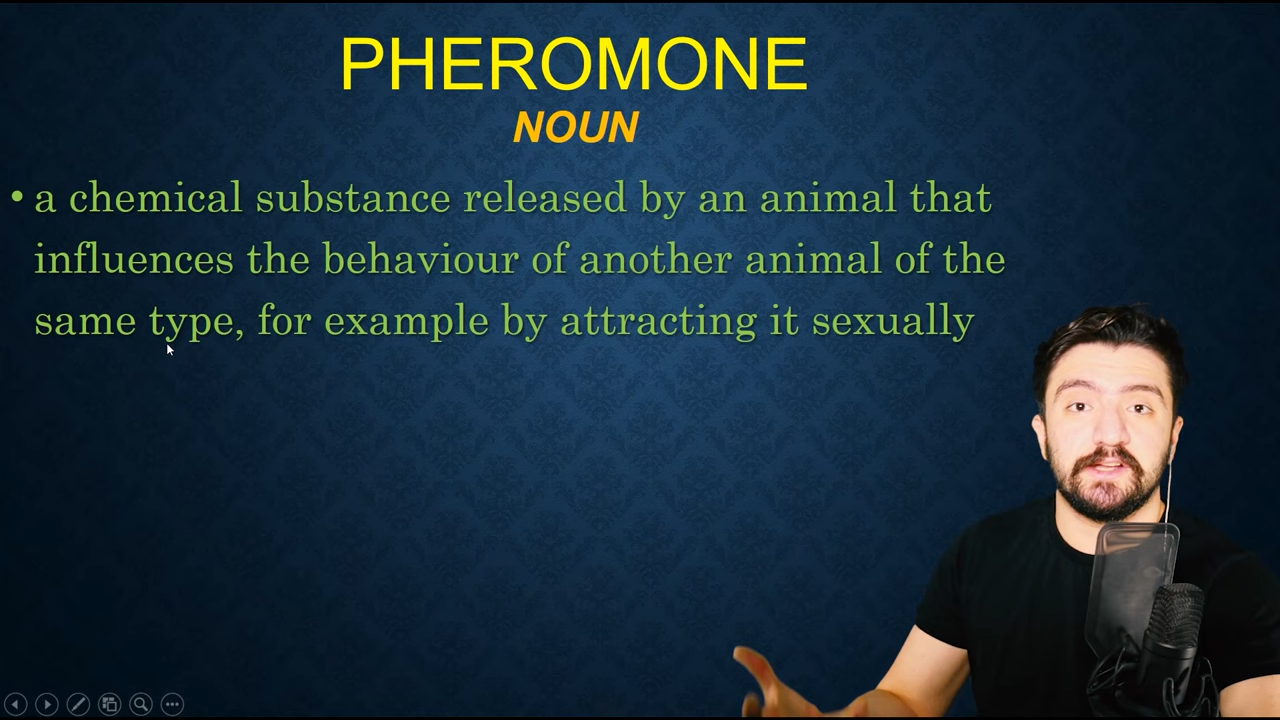 PHEROMONE
NOUN
• a chemical substance released by an animal that
influences the behaviour of another animal of the
same type, for example by attracting it sexually